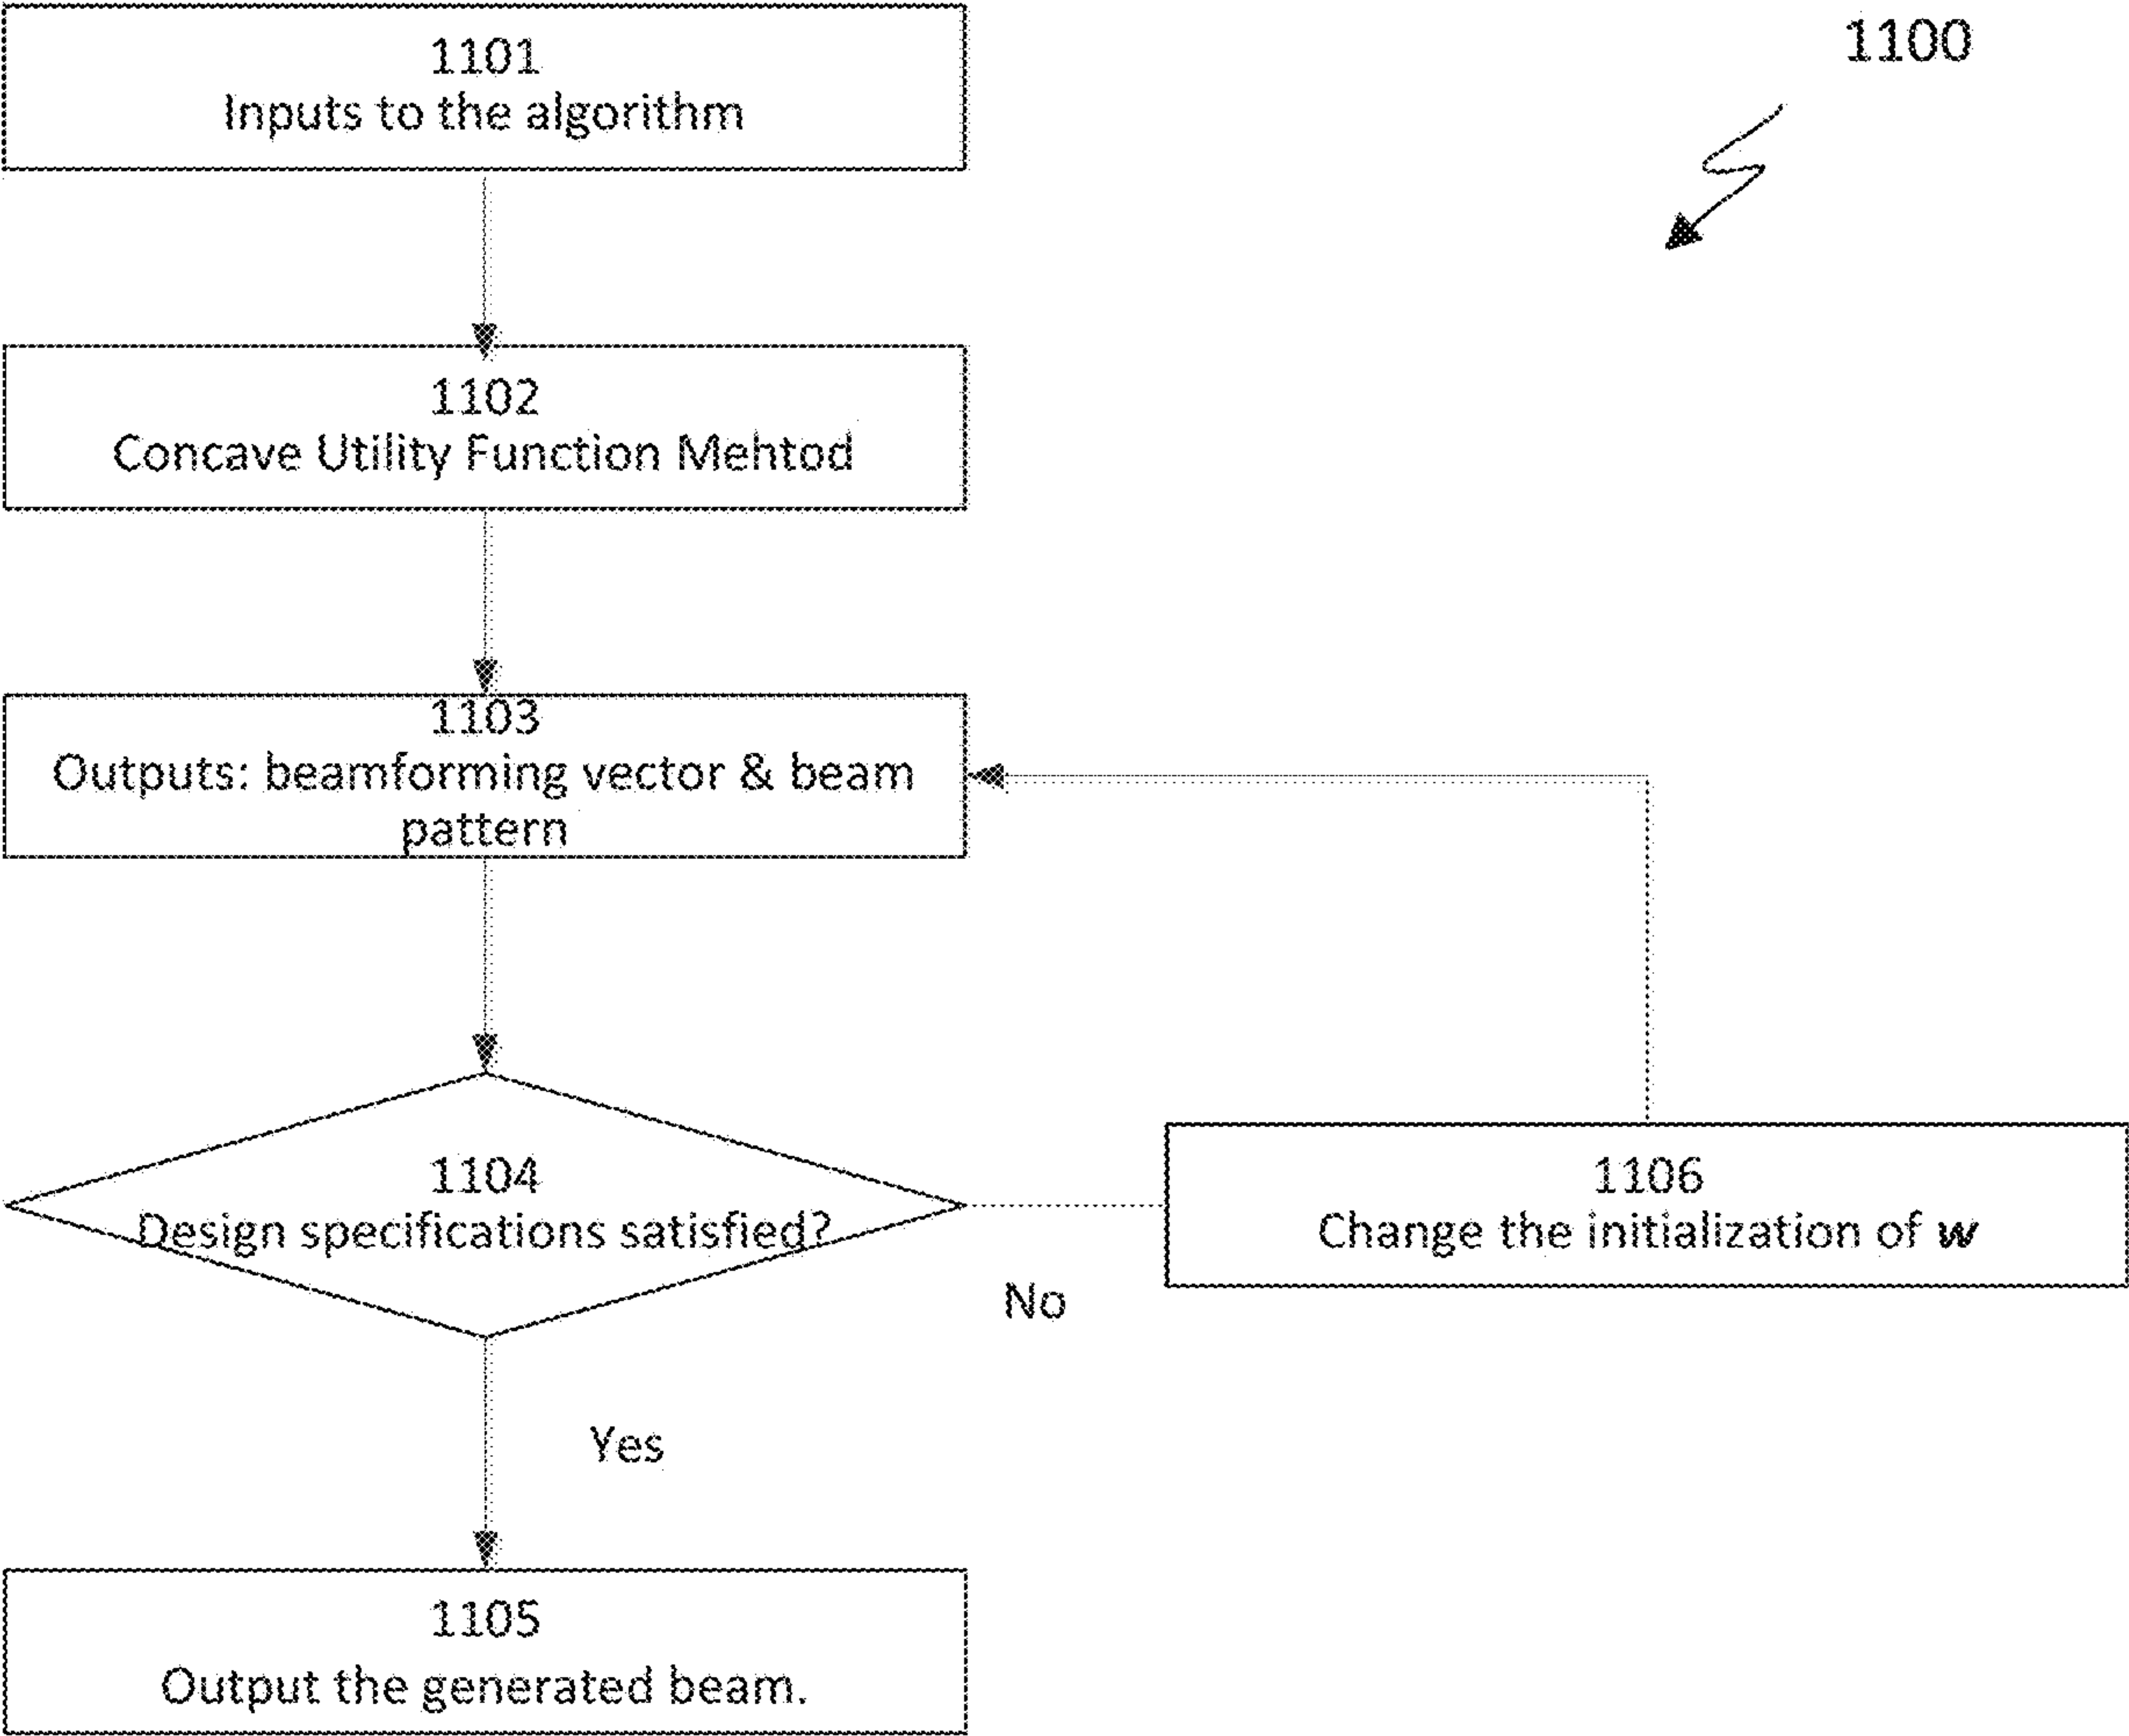 1100
1101
Inputs to the algorithm
1102
Concave Utility Function Mehtod
1103
Outputs: beamforming vector & beam
pattern
1104
Design specifications satisfied?
1106
Change the initialization of w
No
Yes
1105
Output the generated beam.